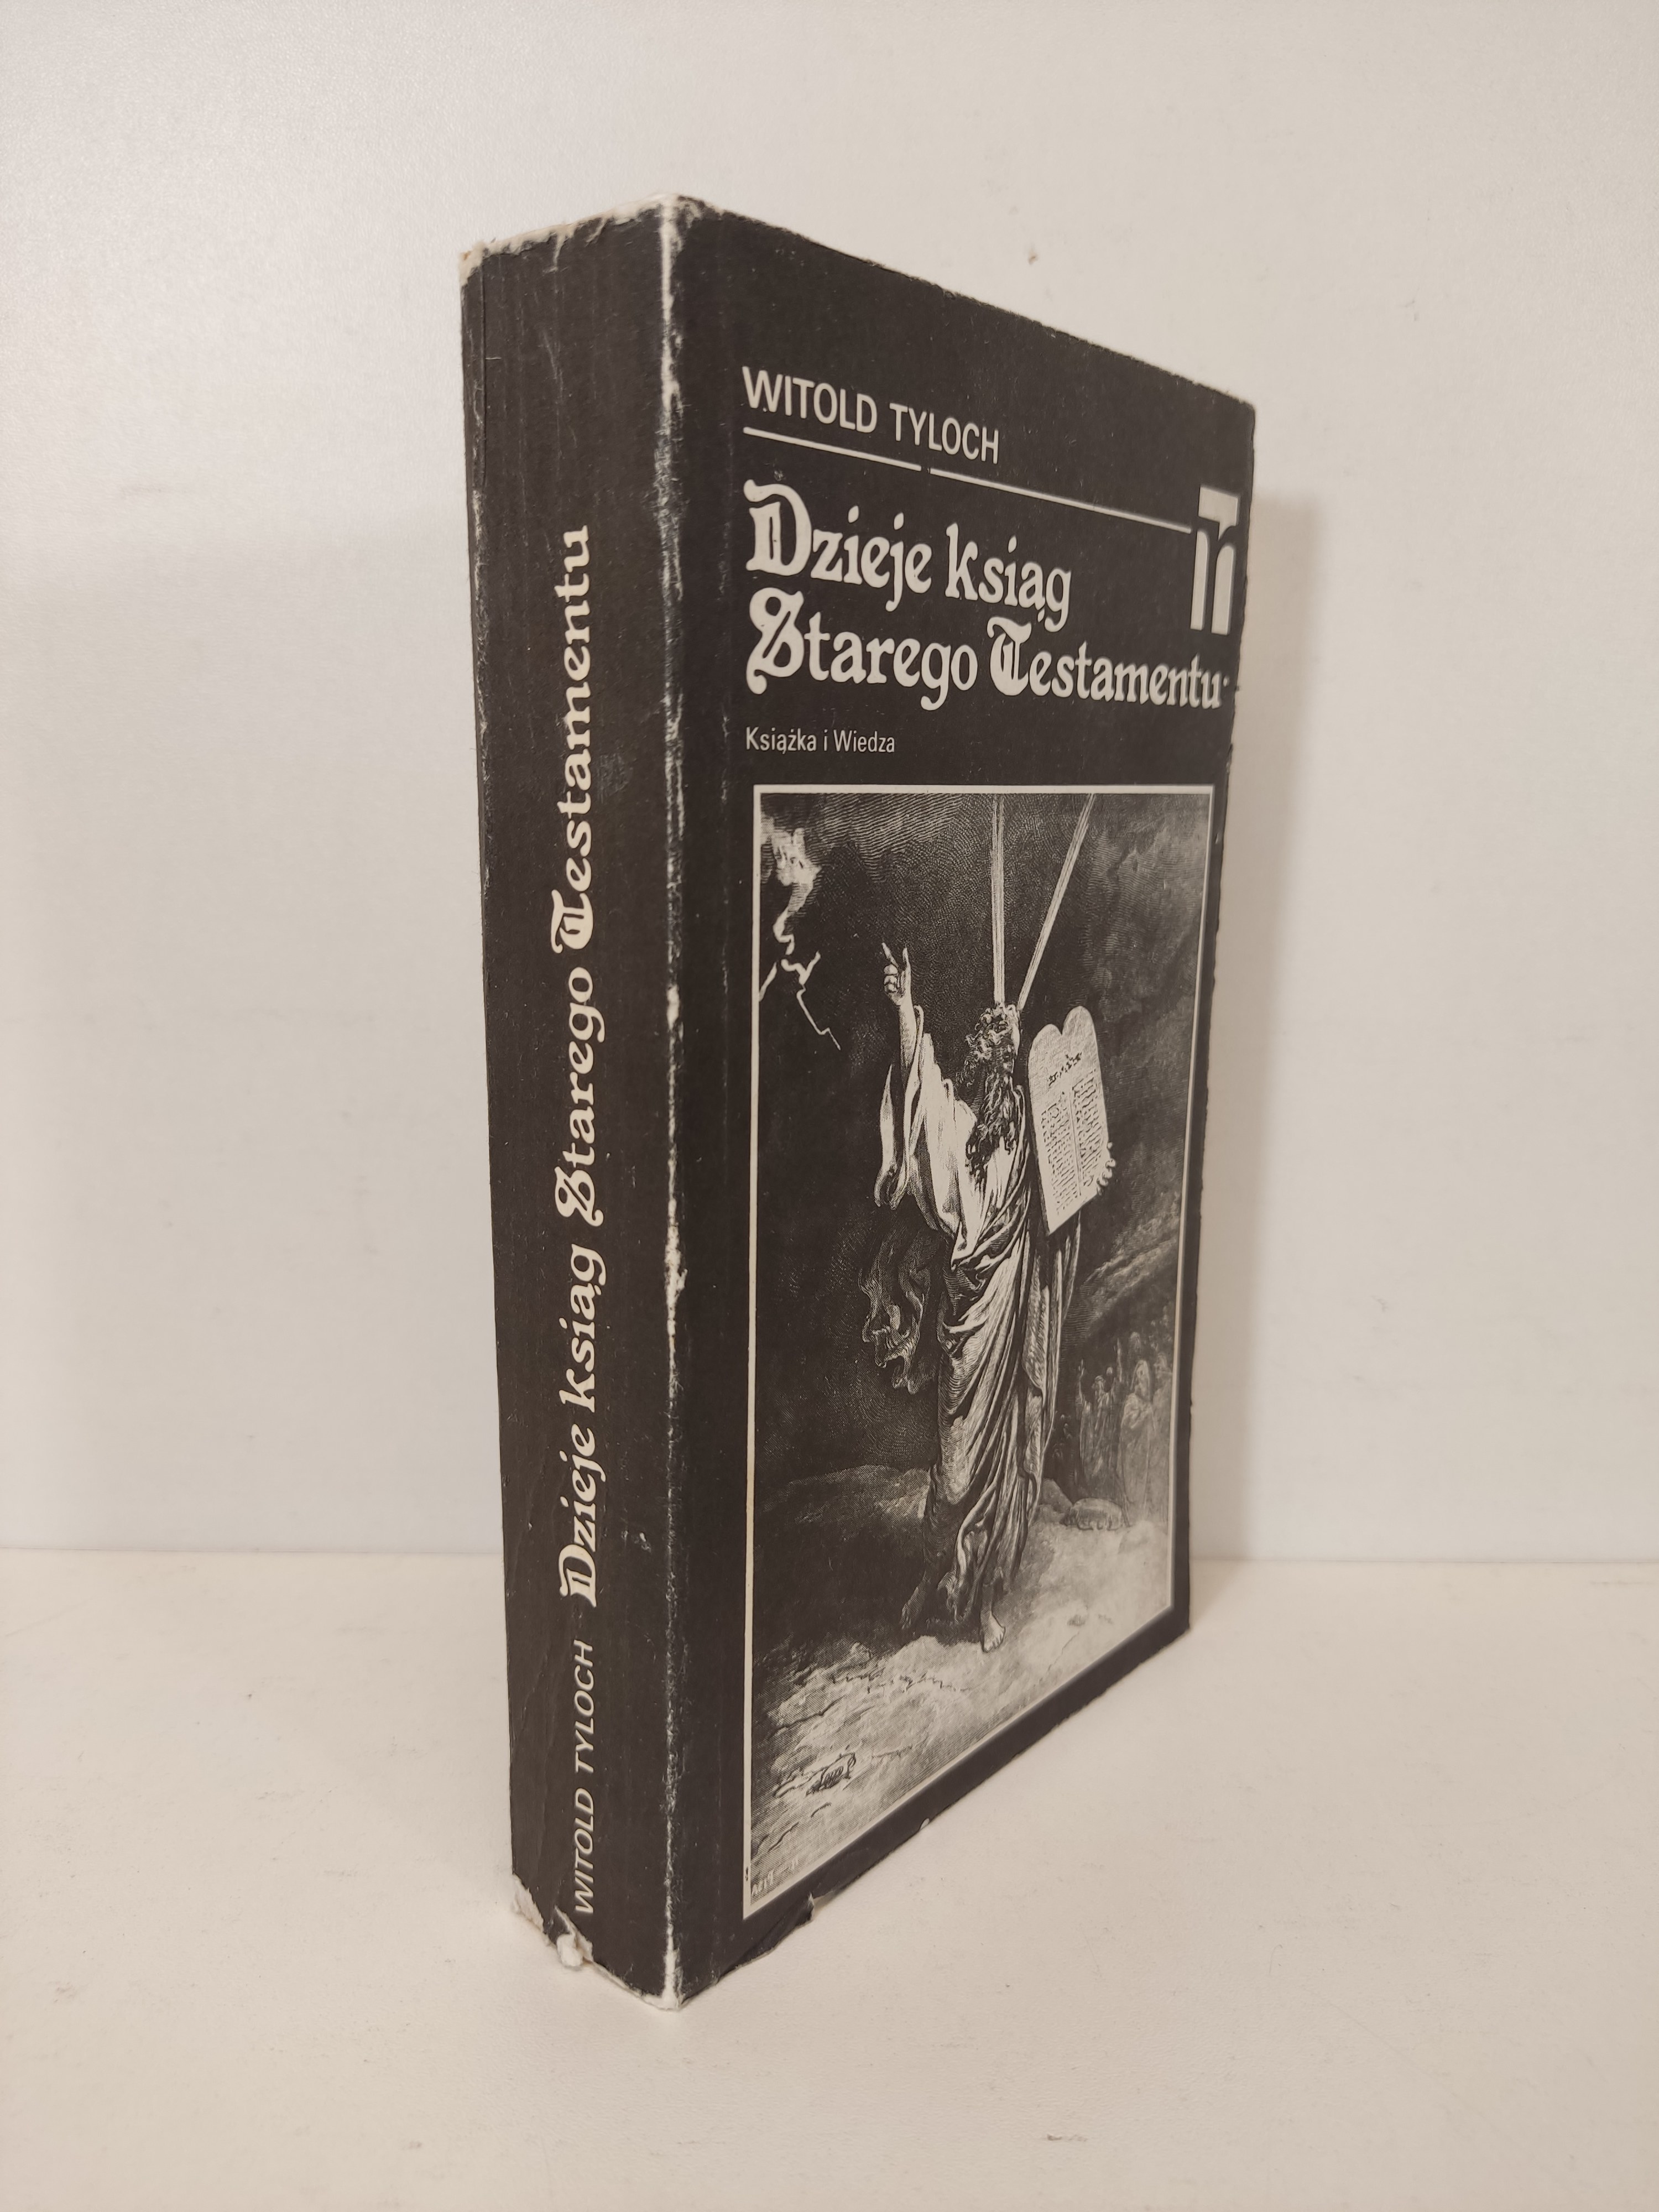 WITOLD TYLOCH
Dzieje ksiąg
Starego Testamentu
Książka i Wiedza
WITOLD TYLOCH Dzieje ksiąg Starego Testamentu